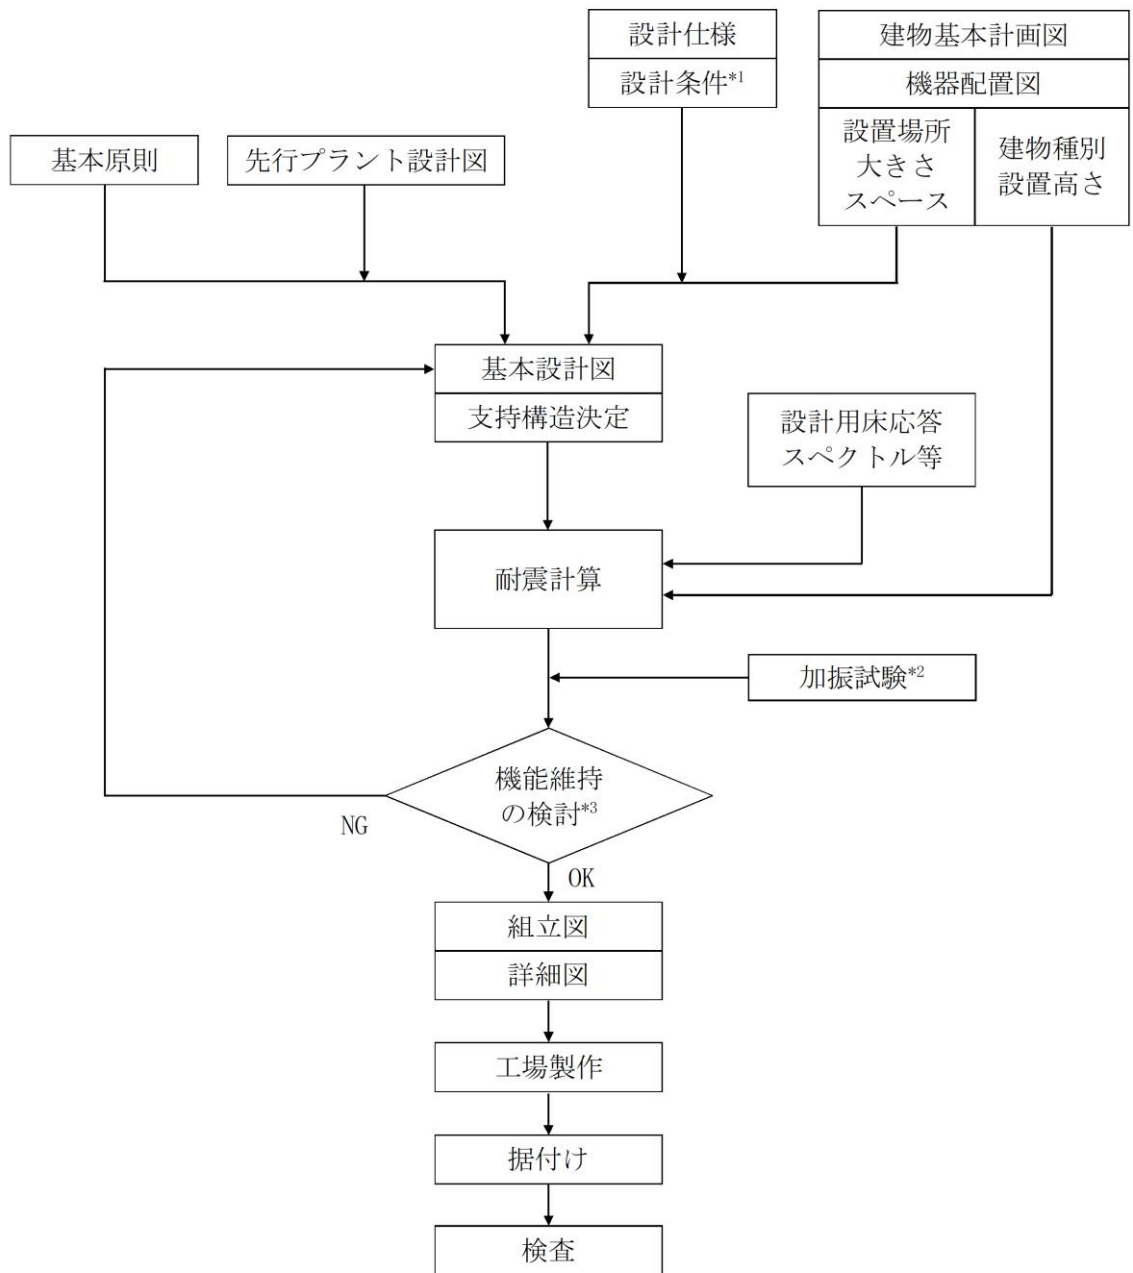 設計仕様
設計条件*1
建物基本計画図
機器配置図
設置場所
大きさ
スペース
建物種別
設置高さ
基本原則
先行プラント設計図
基本設計図
支持構造決定
設計用床応答
スペクトル等
耐震計算
加振試験*2
機能維持
の検討*3
NG
OK
組立図
詳細図
工場製作
据付け
検査